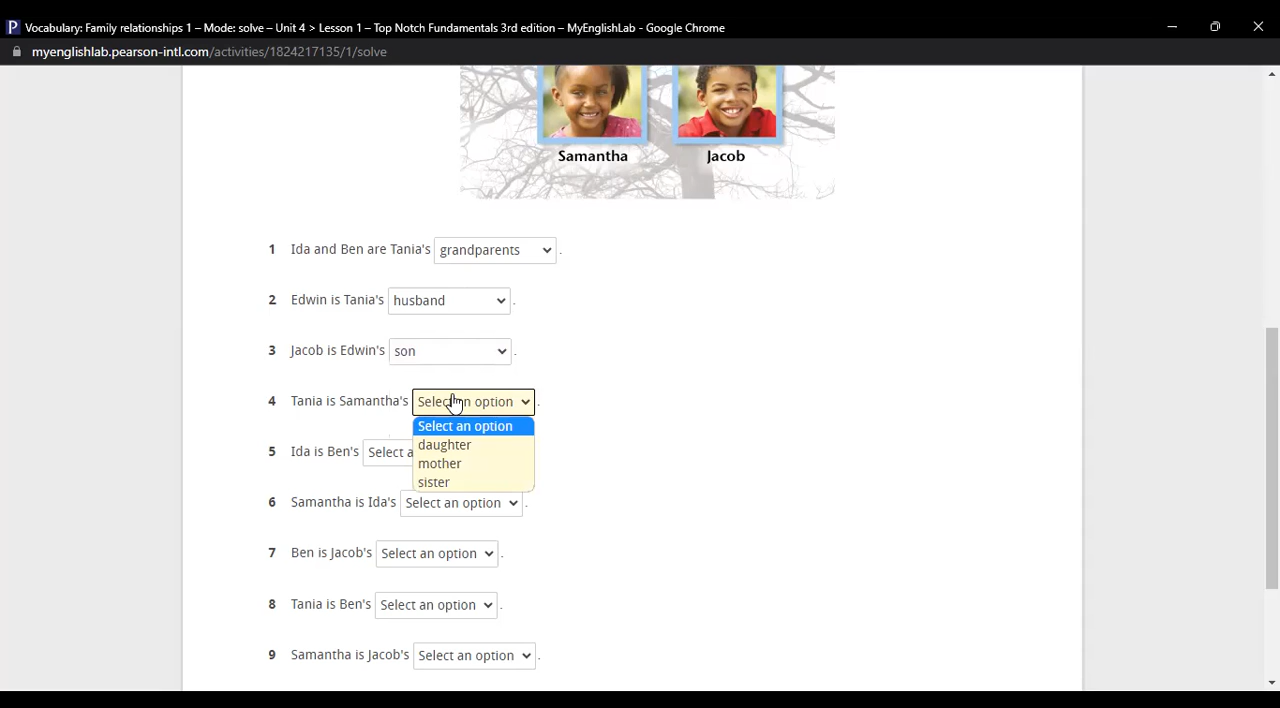 Vocabulary: Family relationships 1 – Mode: solve – Unit 4 > Lesson 1 – Top Notch Fundamentals 3rd edition – MyEnglishLab - Google Chrome
myenglishlab.pearson-intl.com/activities/1824217135/1/solve
Samantha Jacob
1 Ida and Ben are Tania's grandparents .
2 Edwin is Tania's husband .
3 Jacob is Edwin's son .
4 Tania is Samantha's Select an option .
Select an option
daughter
mother
sister
5 Ida is Ben's Select a
6 Samantha is Ida's Select an option .
7 Ben is Jacob's Select an option .
8 Tania is Ben's Select an option .
9 Samantha is Jacob's Select an option .